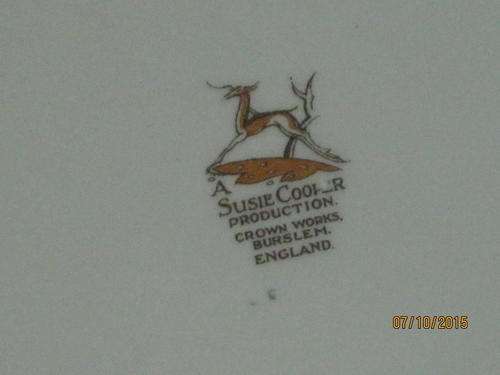 A
SUSIE COOPER
PRODUCTION.
CROWN WORKS,
BURSLEM.
ENGLAND.
07/10/2015